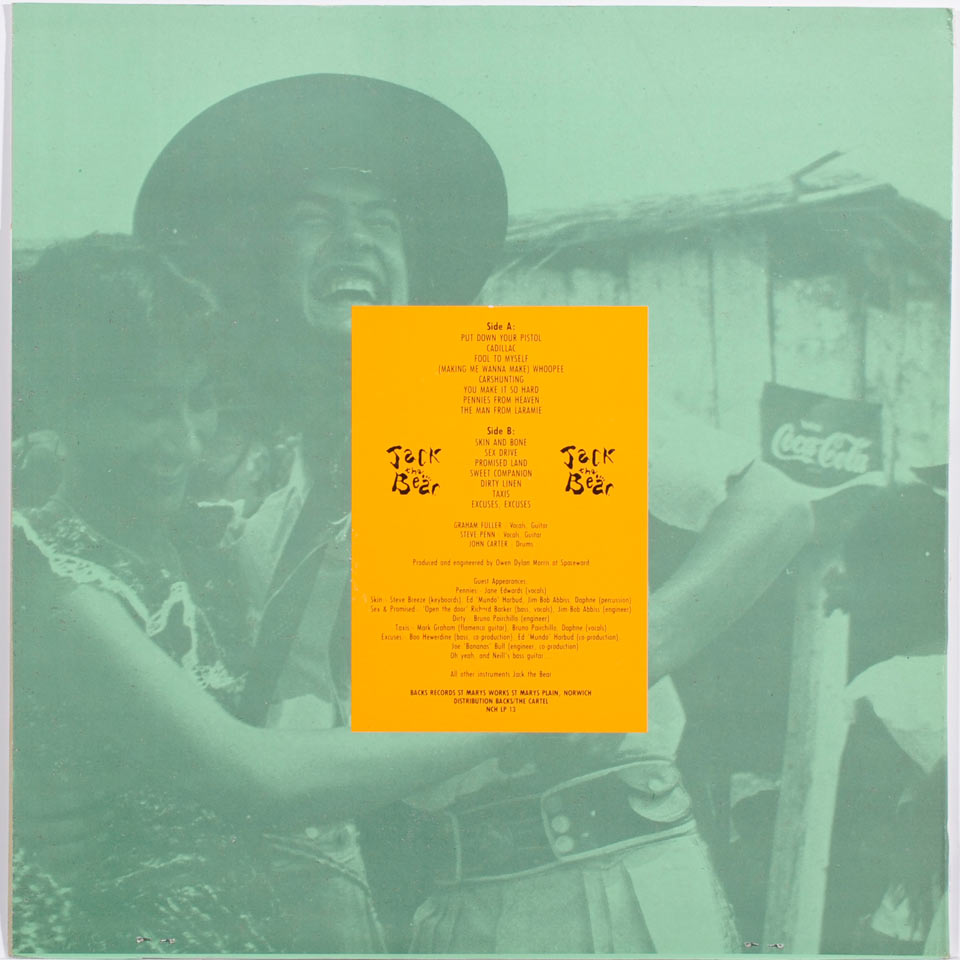 Side A:
PUT DOWN YOUR PISTOL
CADILLAC
FOOL TO MYSELF
(MAKING ME WANNA MAKE) WHOOPEE
CARSHUNTING
YOU MAKE IT SO HARD
PENNIES FROM HEAVEN
THE MAN FROM LARAMIE
Side B:
SKIN AND BONE
SEX DRIVE
PROMISED LAND
SWEET COMPANION
DIRTY LINEN
TAXIS
EXCUSES, EXCUSES
Jack
the
Bear
Jack
the
Bear
GRAHAM FULLER : Vocals, Guitar
STEVE PENN : Vocals, Guitar
JOHN CARTER : Drums
Produced and engineered by Owen Dylan Morris at Spaceward
Guest Appearances:
Pennies : Jane Edwards (vocals)
Skin - Steve Breeze (keyboards), Ed 'Mundo' Harbud, Jim Bob Abbiss, Daphne (percussion)
Sex & Promised : 'Open the door' Richard Barker (bass, vocals), Jim Bob Abbiss (engineer)
Dirty : Bruno Pairchillo (engineer)
Taxis : Mark Graham (flamenco guitar), Bruno Pairchillo, Daphne (vocals)
Excuses : Boo Hewerdine (bass, co production), Ed 'Mundo' Harbud (co production)
Joe 'Bananas' Bull (engineer, co production)
Oh yeah, and Neill's bass guitar ...
All other instruments Jack the Bear
BACKS RECORDS ST MARYS WORKS ST MARYS PLAIN, NORWICH
DISTRIBUTION BACKS/THE CARTEL
NCH LP 13
Coca-Cola